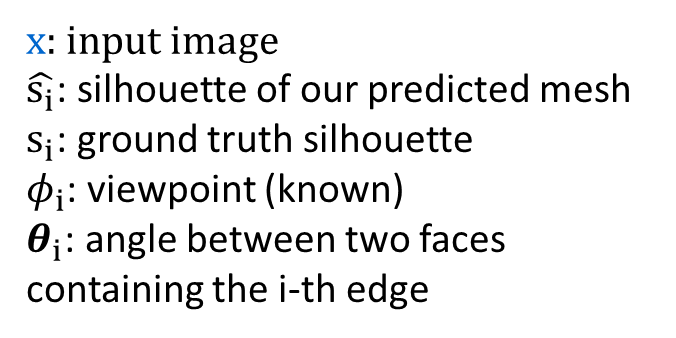 x: input image
ŝᵢ: silhouette of our predicted mesh
sᵢ: ground truth silhouette
ϕᵢ: viewpoint (known)
θᵢ: angle between two faces
containing the i-th edge